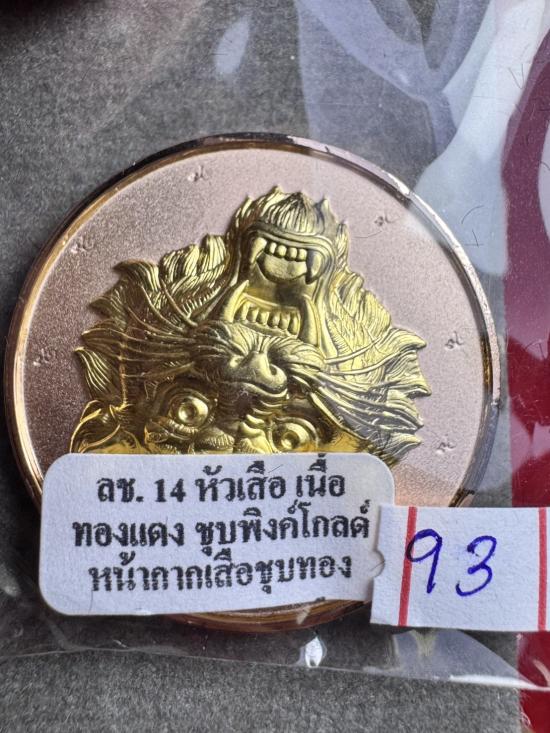 ลช. 14 หัวเสือ เนื้อ
ทองแดง ชุบพิงค์โกลด์
หน้ากากเสือชุบทอง
93